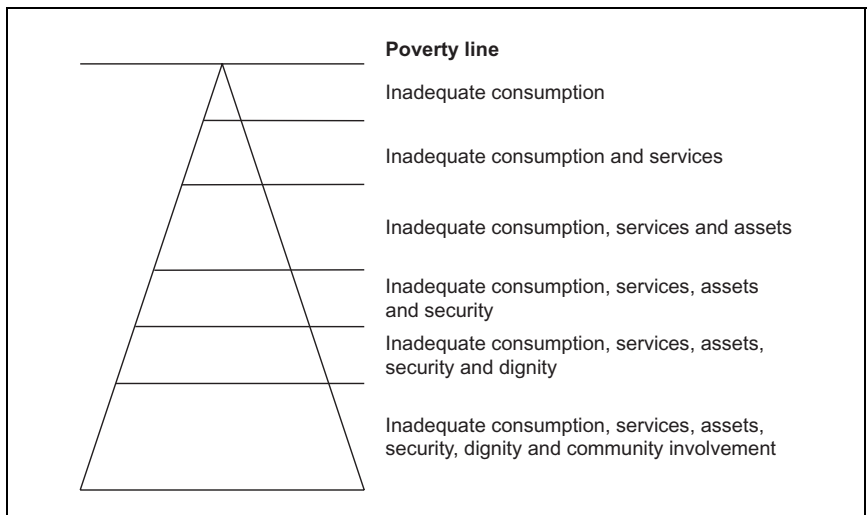 Poverty line
Inadequate consumption
Inadequate consumption and services
Inadequate consumption, services and assets
Inadequate consumption, services, assets
and security
Inadequate consumption, services, assets,
security and dignity
Inadequate consumption, services, assets,
security, dignity and community involvement